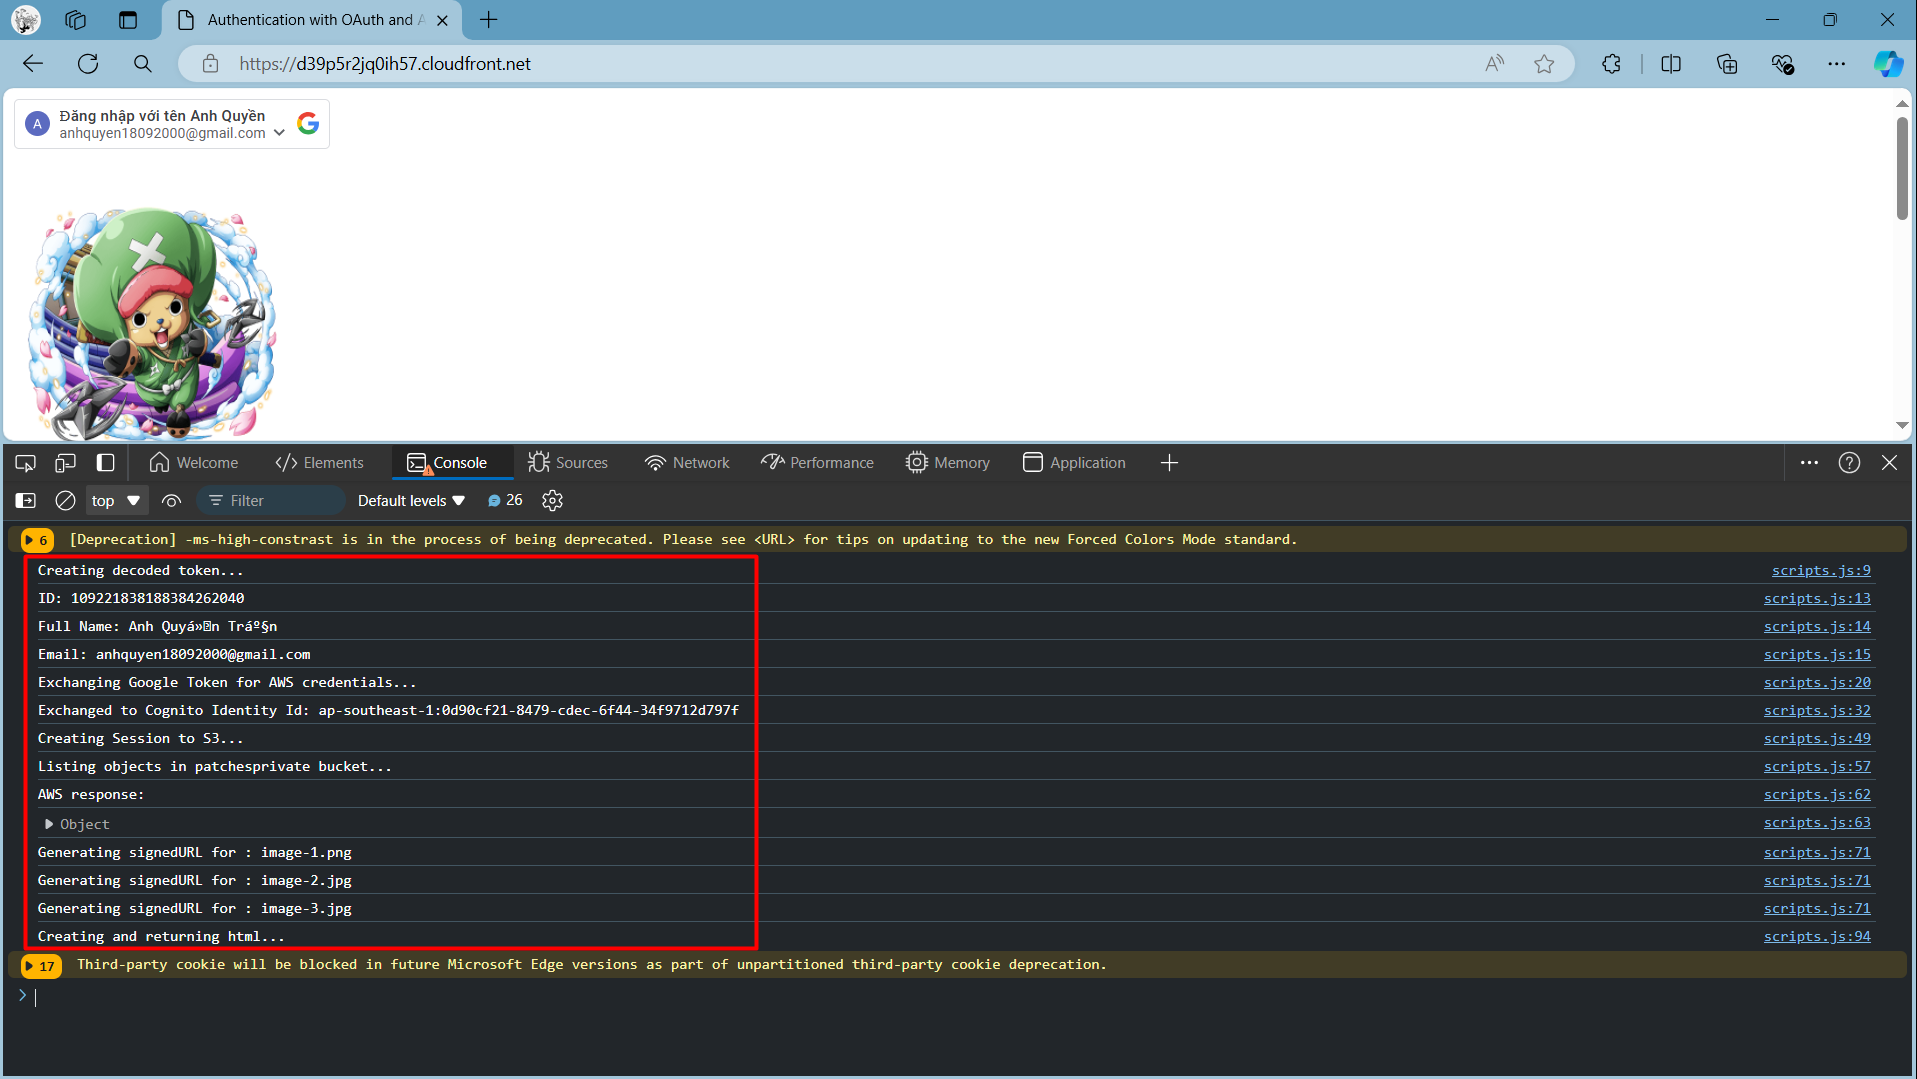 Authentication with OAuth and A
https://d39p5r2jq0ih57.cloudfront.net
A
Đăng nhập với tên Anh Quyền
anhquyen18092000@gmail.com
Welcome
Elements
Console
Sources
Network
Performance
Memory
Application
top
Filter
Default levels
26
6 [Deprecation] -ms-high-constrast is in the process of being deprecated. Please see <URL> for tips on updating to the new Forced Colors Mode standard.
Creating decoded token... scripts.js:9
ID: 109221838188384262040 scripts.js:13
Full Name: Anh Quyá»n Tráº§n scripts.js:14
Email: anhquyen18092000@gmail.com scripts.js:15
Exchanging Google Token for AWS credentials... scripts.js:20
Exchanged to Cognito Identity Id: ap-southeast-1:0d90cf21-8479-cdec-6f44-34f9712d797f scripts.js:32
Creating Session to S3... scripts.js:49
Listing objects in patchesprivate bucket... scripts.js:57
AWS response: scripts.js:62
Object scripts.js:63
Generating signedURL for : image-1.png scripts.js:71
Generating signedURL for : image-2.jpg scripts.js:71
Generating signedURL for : image-3.jpg scripts.js:71
Creating and returning html... scripts.js:94
17 Third-party cookie will be blocked in future Microsoft Edge versions as part of unpartitioned third-party cookie deprecation.